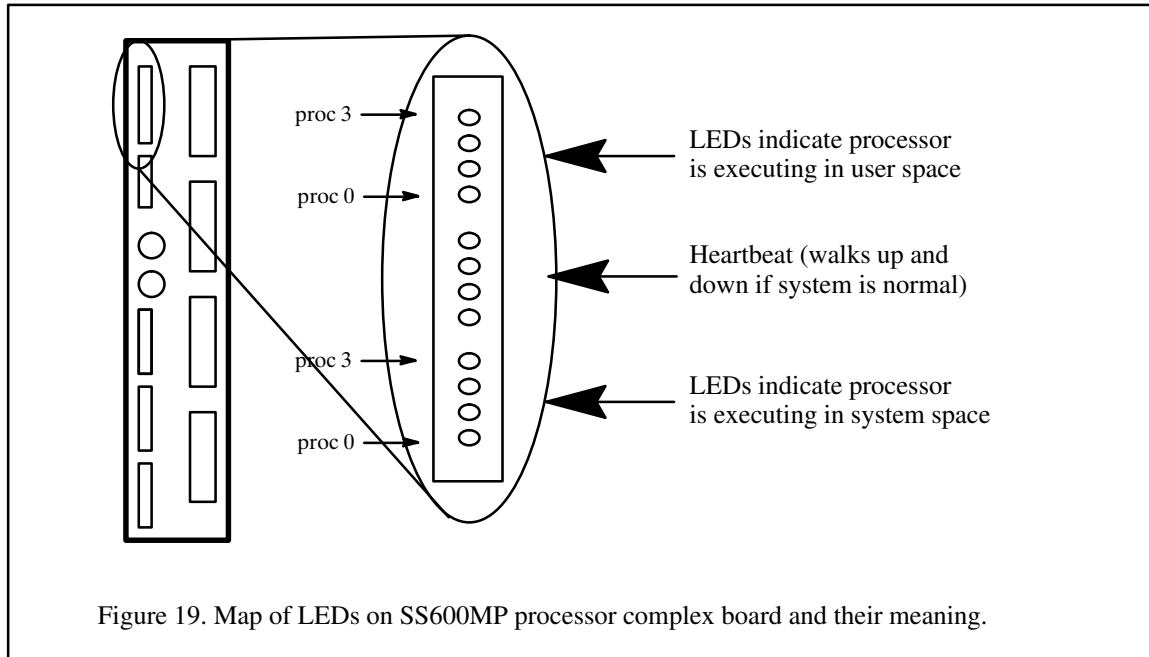 proc 3
LEDs indicate processor
is executing in user space
proc 0
Heartbeat (walks up and
down if system is normal)
proc 3
LEDs indicate processor
is executing in system space
proc 0
Figure 19. Map of LEDs on SS600MP processor complex board and their meaning.